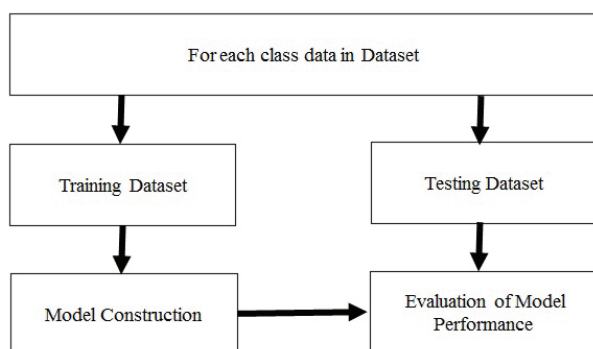 For each class data in Dataset
Training Dataset
Testing Dataset
Model Construction
Evaluation of Model
Performance